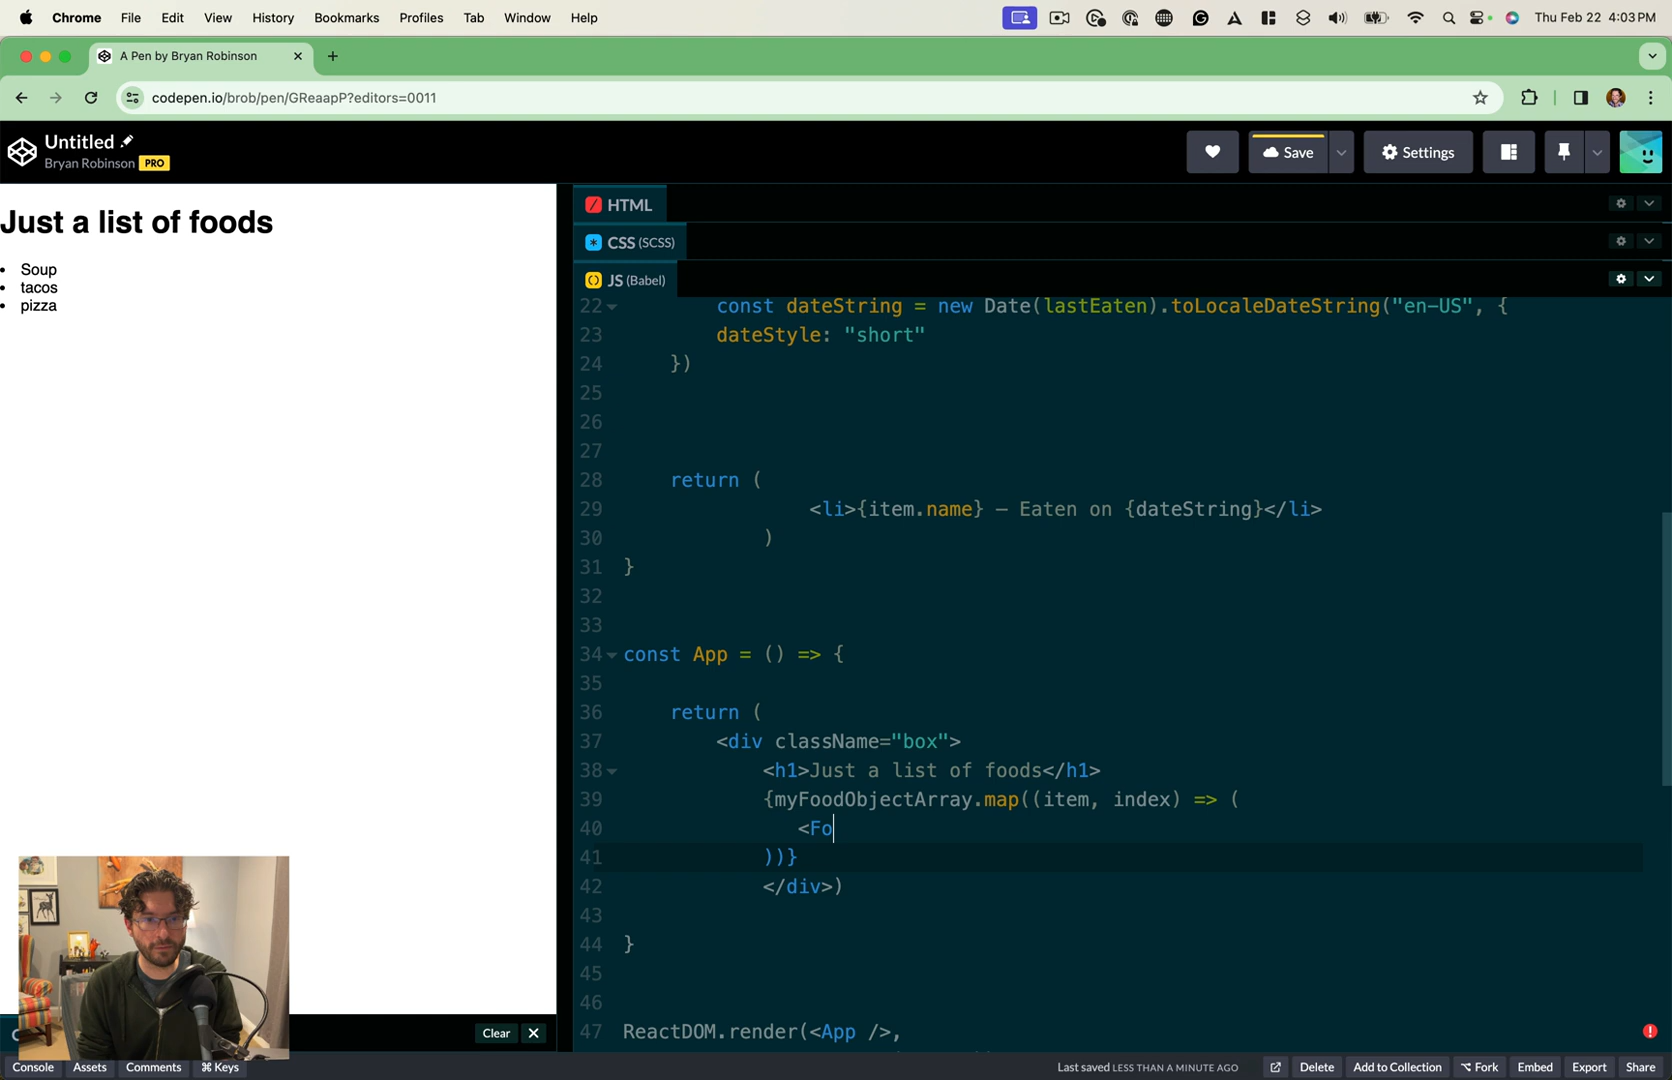 Chrome File Edit View History Bookmarks Profiles Tab Window Help Thu Feb 22 4:03 PM
A Pen by Bryan Robinson
codepen.io/brob/pen/GReaapP?editors=0011
Untitled
Bryan Robinson PRO
Save Settings
Just a list of foods
Soup
tacos
pizza
HTML
CSS (SCSS)
JS (Babel)
22 const dateString = new Date(lastEaten).toLocaleDateString("en-US", {
23 dateStyle: "short"
24 })
25
26
27
28 return (
29 <li>{item.name} — Eaten on {dateString}</li>
30 )
31 }
32
33
34 const App = () => {
35
36 return (
37 <div className="box">
38 <h1>Just a list of foods</h1>
39 {myFoodObjectArray.map((item, index) => (
40 <Fo
41 ))}
42 </div>)
43
44 }
45
46
47 ReactDOM.render(<App />,
Clear
Console Assets Comments ⌘ Keys Last saved LESS THAN A MINUTE AGO Delete Add to Collection ⌥ Fork Embed Export Share